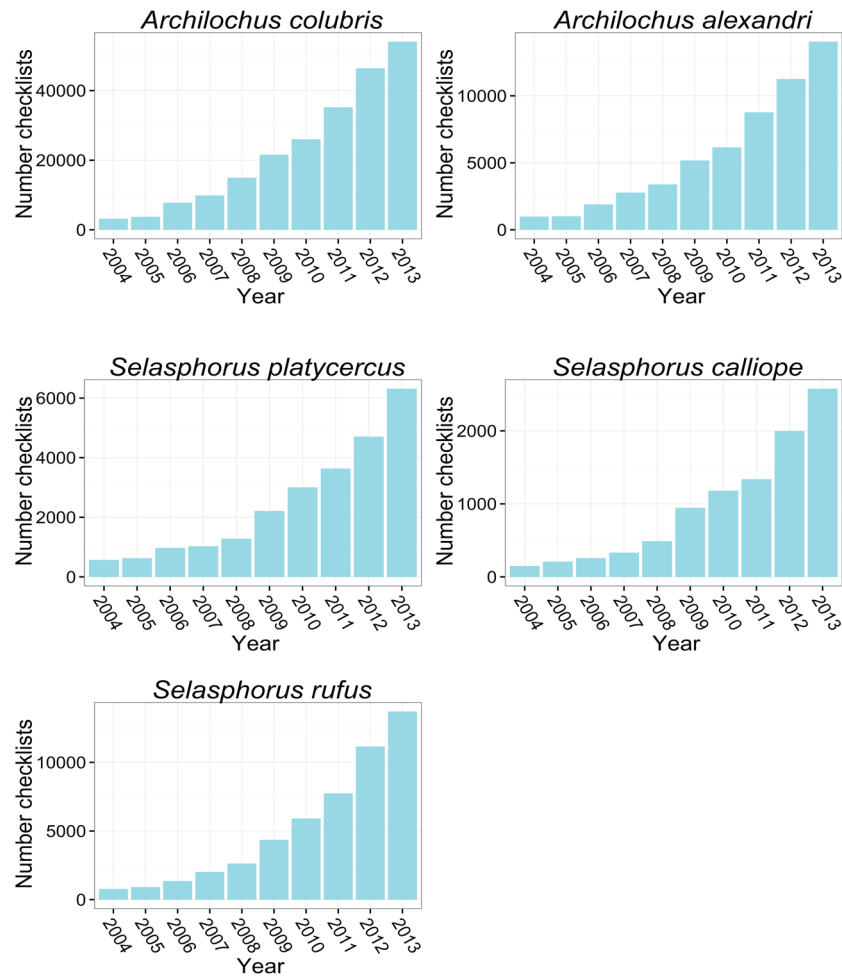 Archilochus colubris
Number checklists
40000
20000
0
2004 2005 2006 2007 2008 2009 2010 2011 2012 2013
Year
Archilochus alexandri
Number checklists
10000
5000
0
2004 2005 2006 2007 2008 2009 2010 2011 2012 2013
Year
Selasphorus platycercus
Number checklists
6000
4000
2000
0
2004 2005 2006 2007 2008 2009 2010 2011 2012 2013
Year
Selasphorus calliope
Number checklists
2000
1000
0
2004 2005 2006 2007 2008 2009 2010 2011 2012 2013
Year
Selasphorus rufus
Number checklists
10000
5000
0
2004 2005 2006 2007 2008 2009 2010 2011 2012 2013
Year